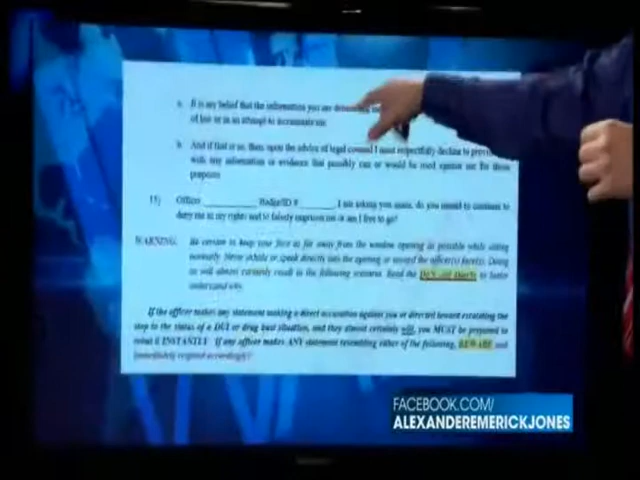 a. It is my belief that the information you are
of law or in an attempt to incriminate me.
b. And if that is so, then upon the advice of legal counsel I must respectfully decline to
with any information or evidence that possibly can or would be used against me for those
purposes
15) Officer __________ Badge/ID # ________ I am asking you again, do you intend to continue to
deny me my rights and to falsely imprison me or am I free to go?
WARNING: Be certain to keep your face as far away from the window opening as possible while sitting
normally. Never exhale or speak directly into the opening or toward the officer(s) face(s). Doing
so will almost certainly result in the following scenario. Read the to better
understand why.
If the officer makes any statement making a direct accusation against you or directed toward escalating the
stop to the status of a DUI or drug bust situation, and they almost certainly will, you MUST be prepared to
rebut it INSTANTLY. If any officer makes ANY statement resembling either of the following, BEWARE and
immediately respond accordingly!
FACEBOOK.COM/
ALEXANDEREMERICKJONES